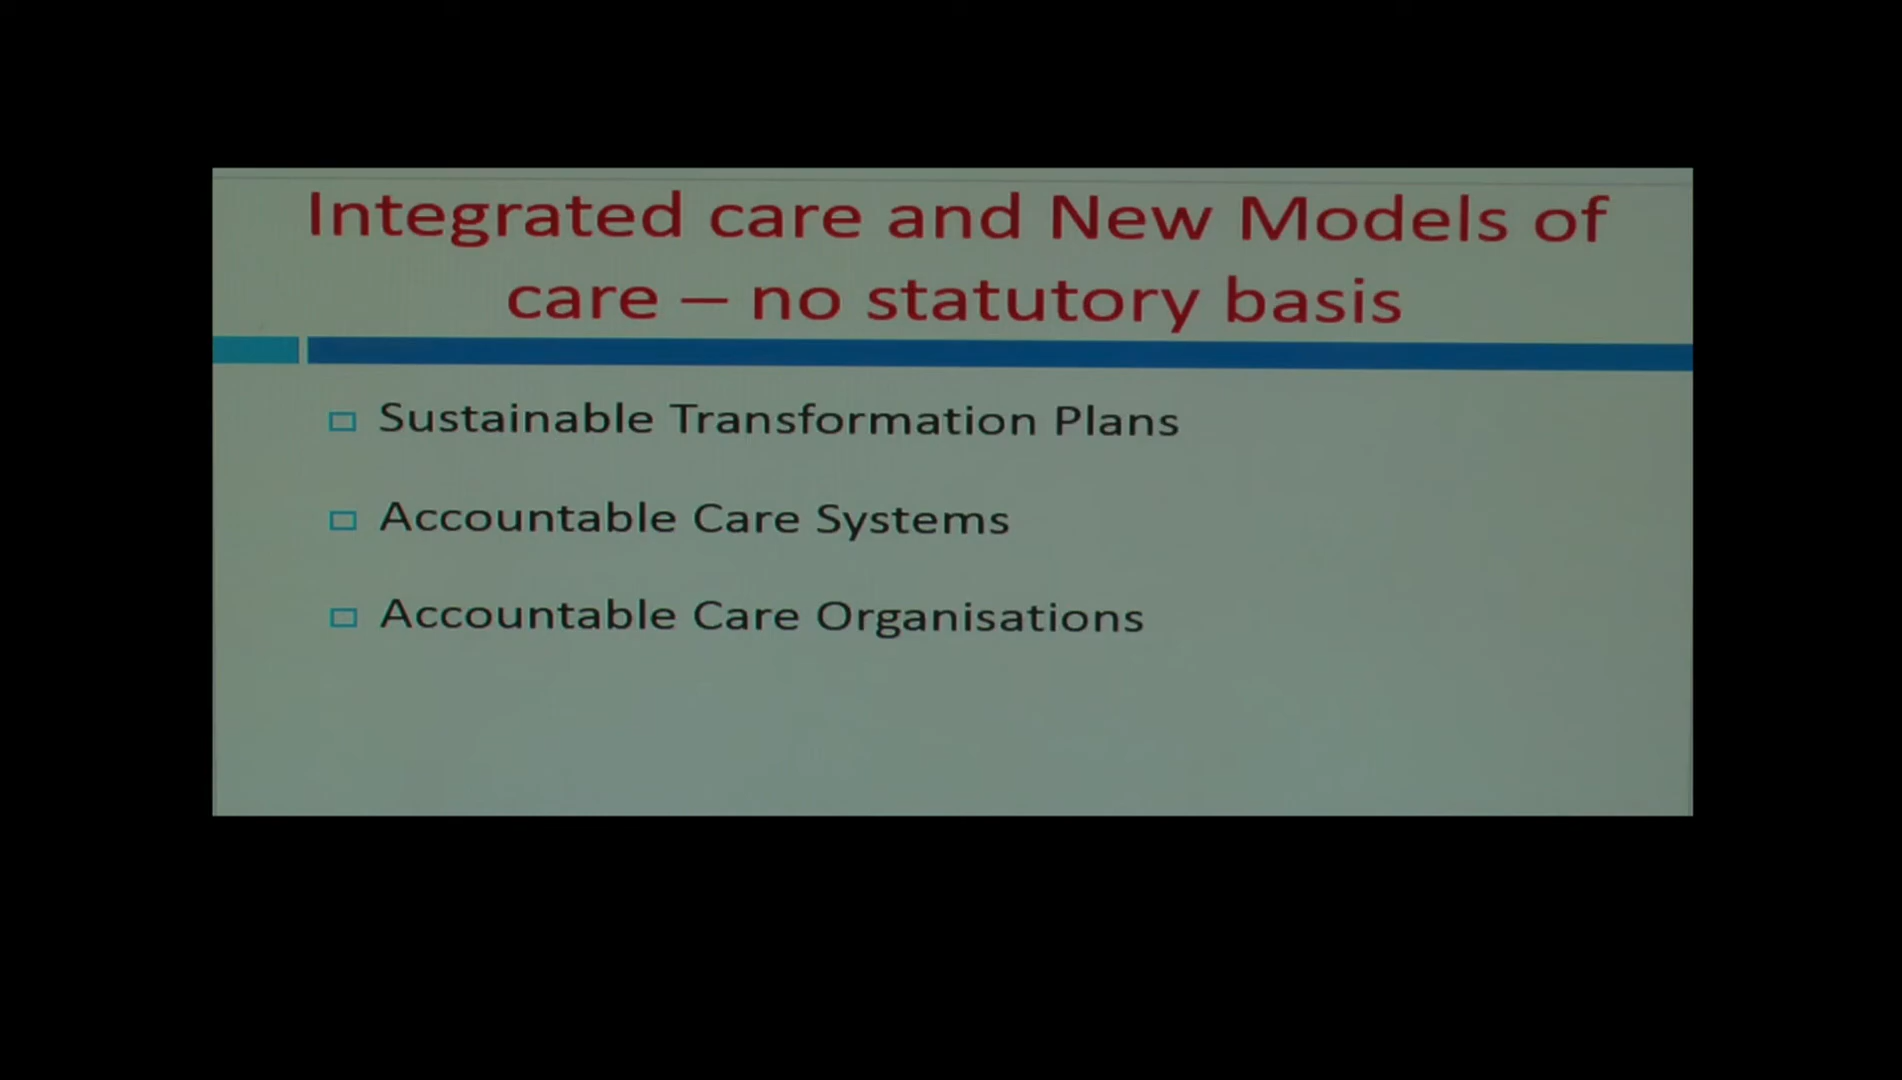 Integrated care and New Models of
care – no statutory basis
Sustainable Transformation Plans
Accountable Care Systems
Accountable Care Organisations